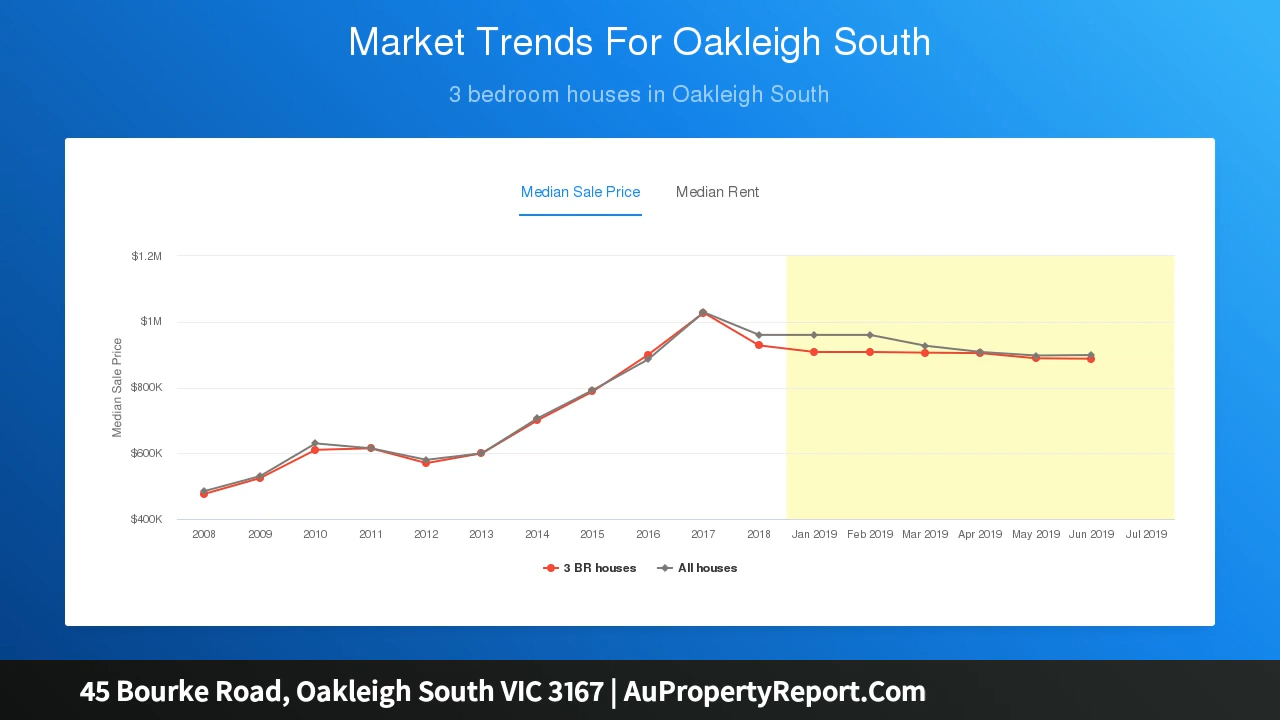 Market Trends For Oakleigh South
3 bedroom houses in Oakleigh South
Median Sale Price Median Rent
$1.2M
$1M
$800K
$600K
$400K
Median Sale Price
2008 2009 2010 2011 2012 2013 2014 2015 2016 2017 2018 Jan 2019 Feb 2019 Mar 2019 Apr 2019 May 2019 Jun 2019 Jul 2019
3 BR houses All houses
45 Bourke Road, Oakleigh South VIC 3167 | AuPropertyReport.Com